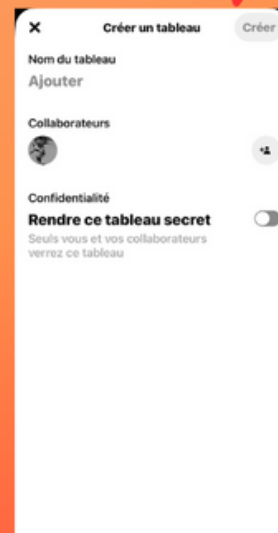 Créer un tableau
Créer
Nom du tableau
Ajouter
Collaborateurs
Confidentialité
Rendre ce tableau secret
Seuls vous et vos collaborateurs
verrez ce tableau